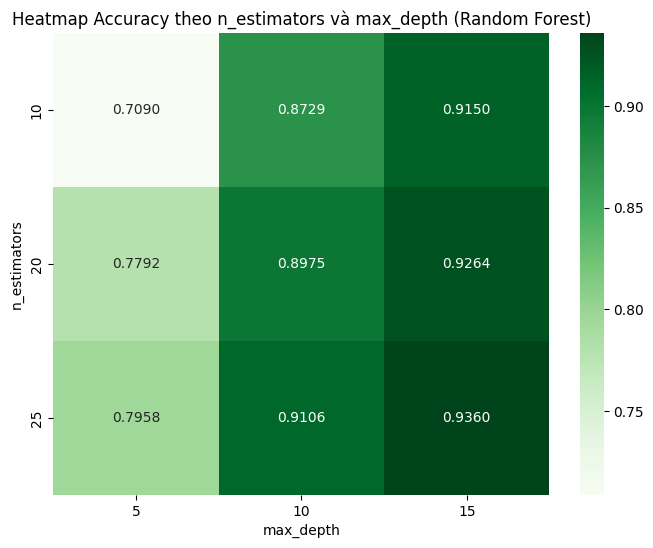 Heatmap Accuracy theo n_estimators và max_depth (Random Forest)
n_estimators
10
0.7090 0.8729 0.9150
20
0.7792 0.8975 0.9264
25
0.7958 0.9106 0.9360
5 10 15
max_depth
0.90
0.85
0.80
0.75